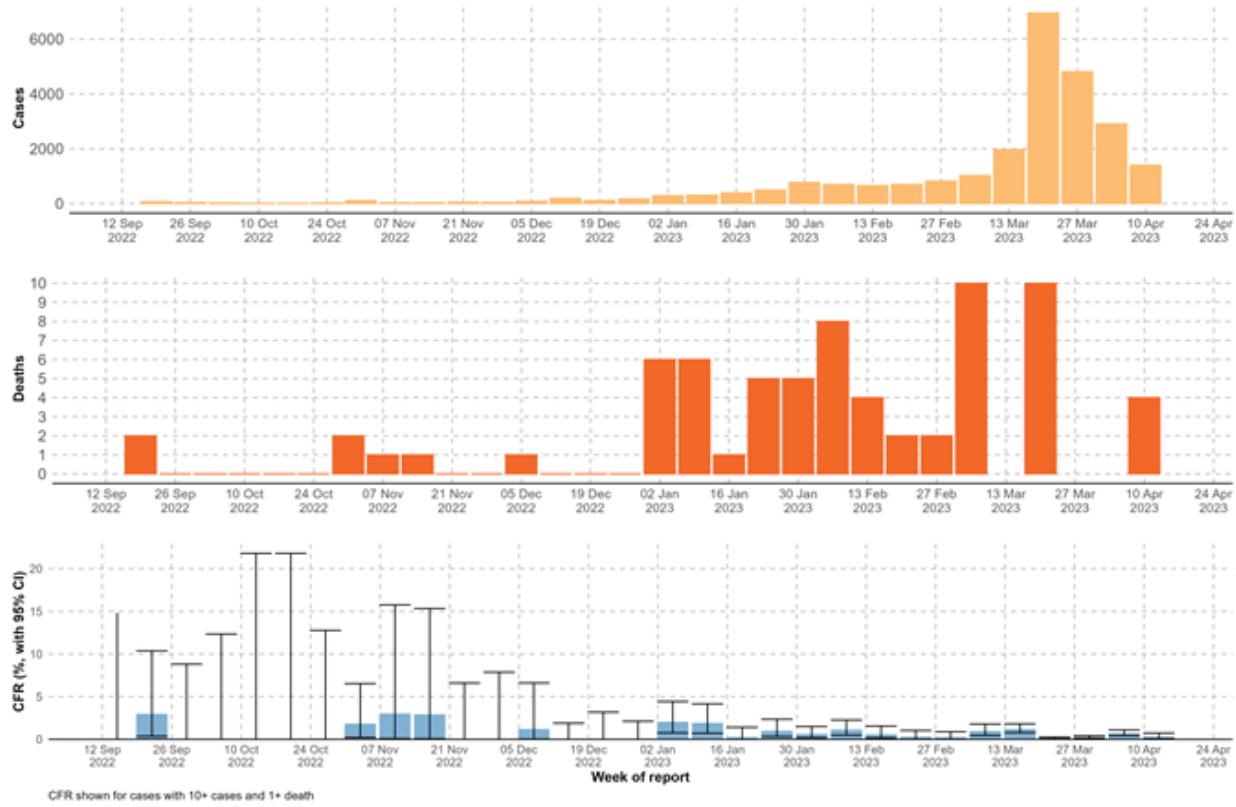 6000
4000
2000
0
Cases
12 Sep 26 Sep 10 Oct 24 Oct 07 Nov 21 Nov 05 Dec 19 Dec 02 Jan 16 Jan 30 Jan 13 Feb 27 Feb 13 Mar 27 Mar 10 Apr 24 Apr
2022 2022 2022 2022 2022 2022 2022 2022 2023 2023 2023 2023 2023 2023 2023 2023 2023
10
9
8
7
6
5
4
3
2
1
0
Deaths
12 Sep 26 Sep 10 Oct 24 Oct 07 Nov 21 Nov 05 Dec 19 Dec 02 Jan 16 Jan 30 Jan 13 Feb 27 Feb 13 Mar 27 Mar 10 Apr 24 Apr
2022 2022 2022 2022 2022 2022 2022 2022 2023 2023 2023 2023 2023 2023 2023 2023 2023
20
15
10
5
0
CFR (%, with 95% CI)
12 Sep 26 Sep 10 Oct 24 Oct 07 Nov 21 Nov 05 Dec 19 Dec 02 Jan 16 Jan 30 Jan 13 Feb 27 Feb 13 Mar 27 Mar 10 Apr 24 Apr
2022 2022 2022 2022 2022 2022 2022 2022 2023 2023 2023 2023 2023 2023 2023 2023 2023
Week of report
CFR shown for cases with 10+ cases and 1+ death